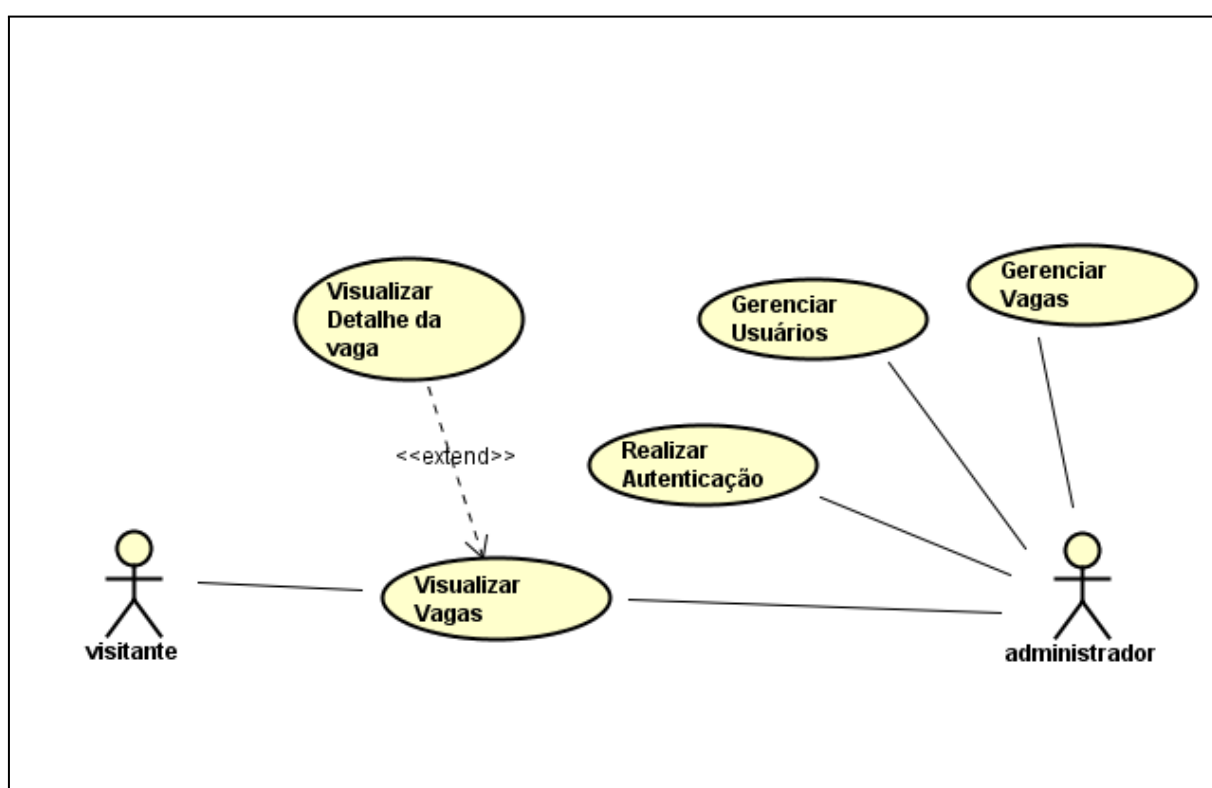 Visualizar
Detalhe da
vaga
Gerenciar
Usuários
Gerenciar
Vagas
<<extend>>
Realizar
Autenticação
Visualizar
Vagas
visitante
administrador